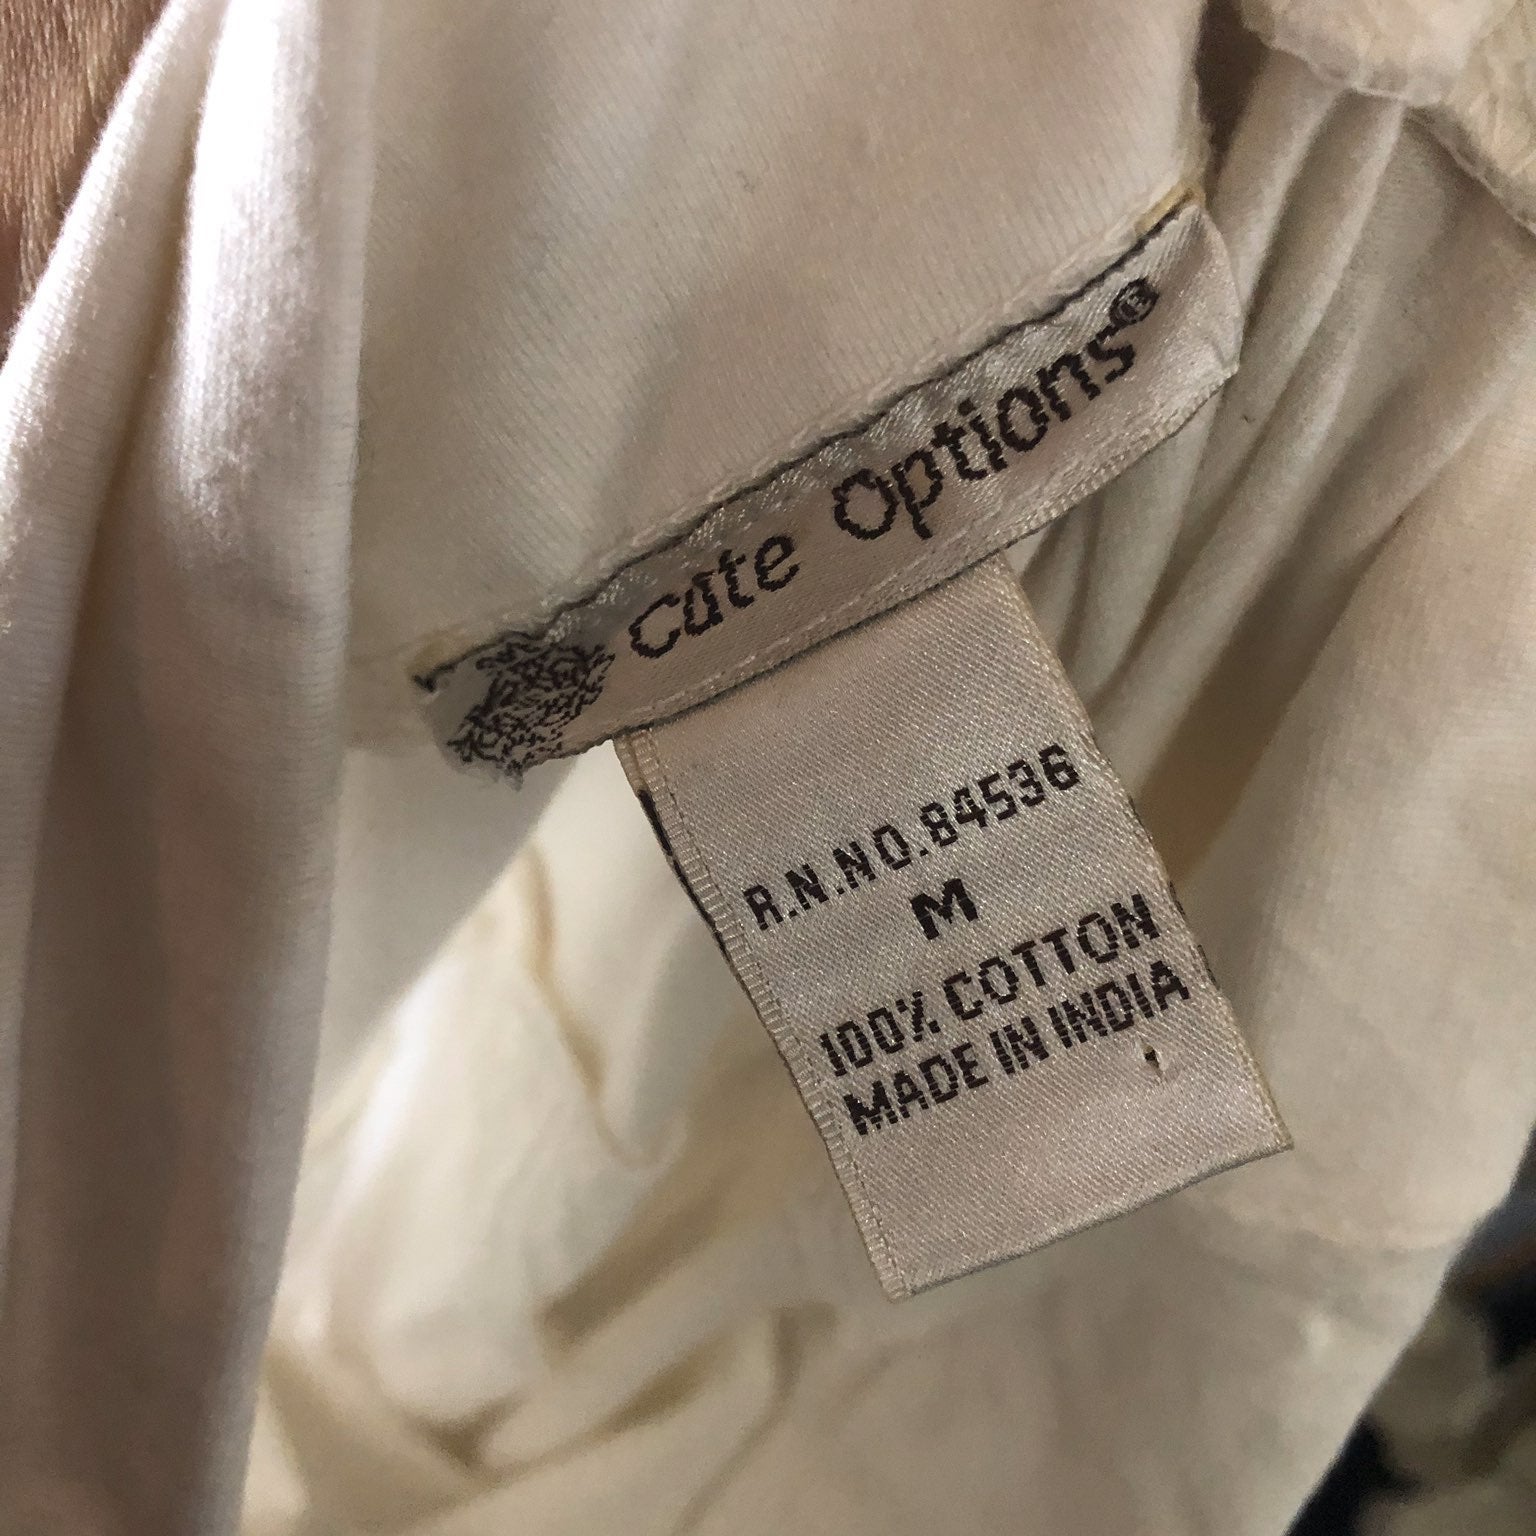 cate Options®
R.N.NO.84536
M
100% COTTON
MADE IN INDIA